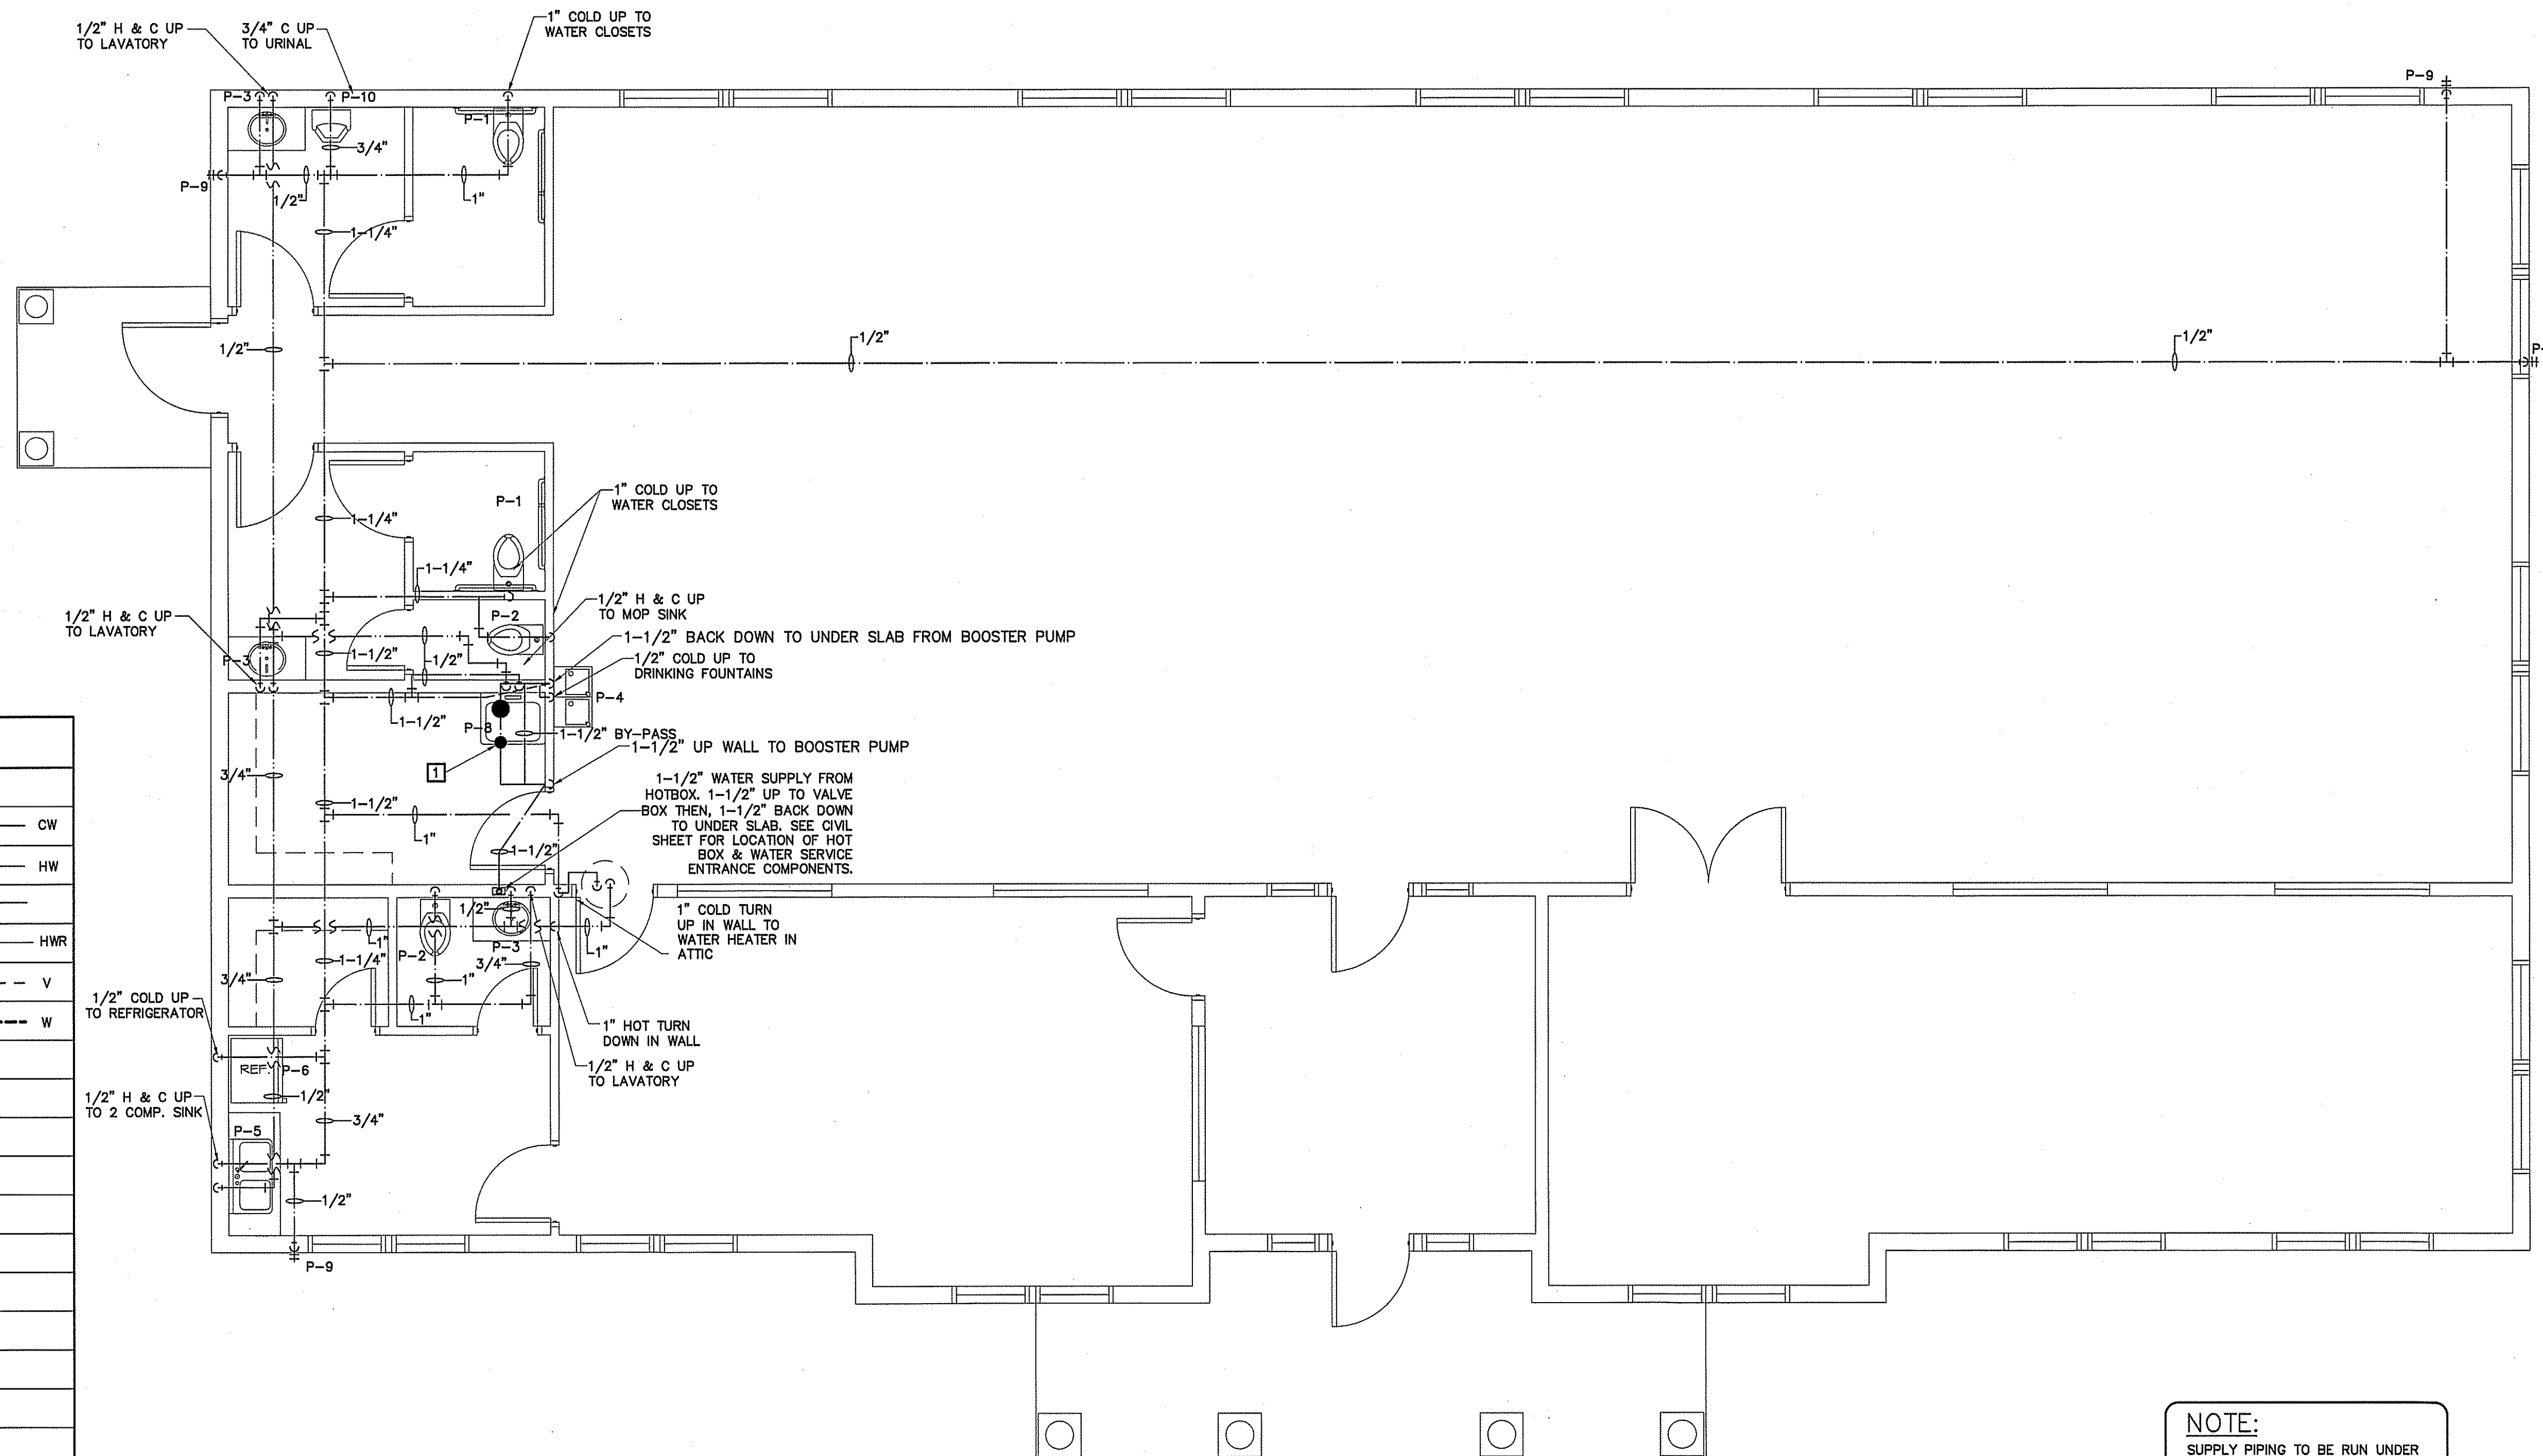 1/2" H & C UP
TO LAVATORY
3/4" C UP
TO URINAL
1" COLD UP TO
WATER CLOSETS
P-9
P-3
P-10
P-1
3/4"
P-9
1/2"
1"
1-1/4"
1/2"
1/2"
1/2"
1" COLD UP TO
WATER CLOSETS
P-1
1-1/4"
1-1/4"
1/2" H & C UP
TO MOP SINK
P-2
1/2" H & C UP
TO LAVATORY
1-1/2" BACK DOWN TO UNDER SLAB FROM BOOSTER PUMP
P-3
1-1/2"
1/2"
1/2" COLD UP TO
DRINKING FOUNTAINS
P-4
1-1/2"
P-8
1-1/2" BY-PASS
1-1/2" UP WALL TO BOOSTER PUMP
1
3/4"
1-1/2"
1"
1-1/2" WATER SUPPLY FROM
HOTBOX. 1-1/2" UP TO VALVE
BOX THEN, 1-1/2" BACK DOWN
TO UNDER SLAB. SEE CIVIL
SHEET FOR LOCATION OF HOT
BOX & WATER SERVICE
ENTRANCE COMPONENTS.
1-1/2"
CW
HW
HWR
V
W
1/2"
1" COLD TURN
UP IN WALL TO
WATER HEATER IN
ATTIC
1"
P-2
P-3
1"
1-1/4"
3/4"
3/4"
1"
1"
1/2" COLD UP
TO REFRIGERATOR
1" HOT TURN
DOWN IN WALL
1/2" H & C UP
TO LAVATORY
REF.
P-6
1/2"
1/2" H & C UP
TO 2 COMP. SINK
3/4"
P-5
1/2"
P-9
NOTE:
SUPPLY PIPING TO BE RUN UNDER